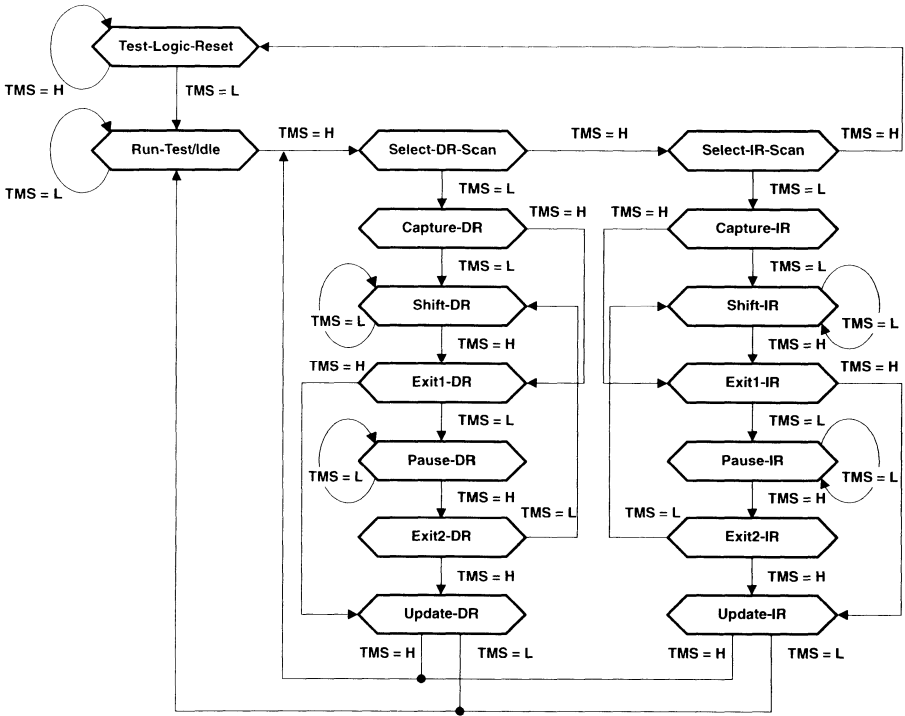 Test-Logic-Reset
TMS = H
TMS = L
Run-Test/Idle
TMS = H
Select-DR-Scan
TMS = H
Select-IR-Scan
TMS = H
TMS = L
TMS = L
TMS = L
Capture-DR
TMS = H
TMS = H
Capture-IR
TMS = L
TMS = L
Shift-DR
Shift-IR
TMS = L
TMS = L
TMS = H
TMS = H
TMS = H
Exit1-DR
Exit1-IR
TMS = H
TMS = L
TMS = L
Pause-DR
Pause-IR
TMS = L
TMS = L
TMS = H
TMS = H
TMS = L
TMS = L
Exit2-DR
Exit2-IR
TMS = H
TMS = H
Update-DR
Update-IR
TMS = H
TMS = L
TMS = H
TMS = L